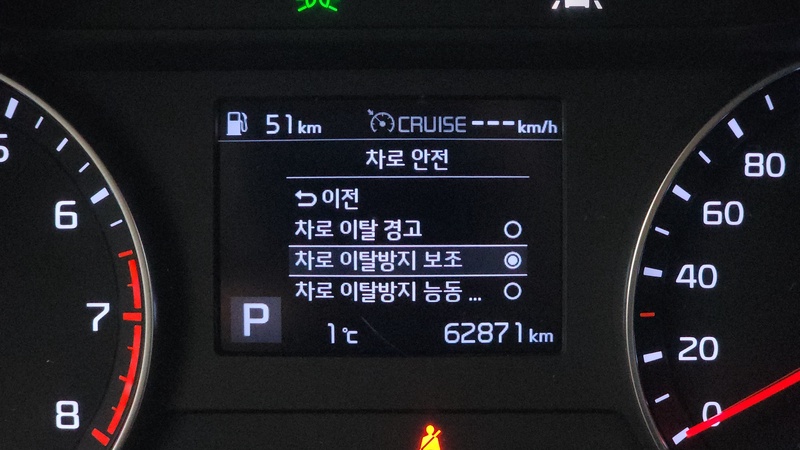 51km CRUISE---km/h
차로 안전
이전
차로 이탈 경고
차로 이탈방지 보조
차로 이탈방지 능동 ...
P
1℃ 62871km
5
6
7
8
80
60
40
20
0